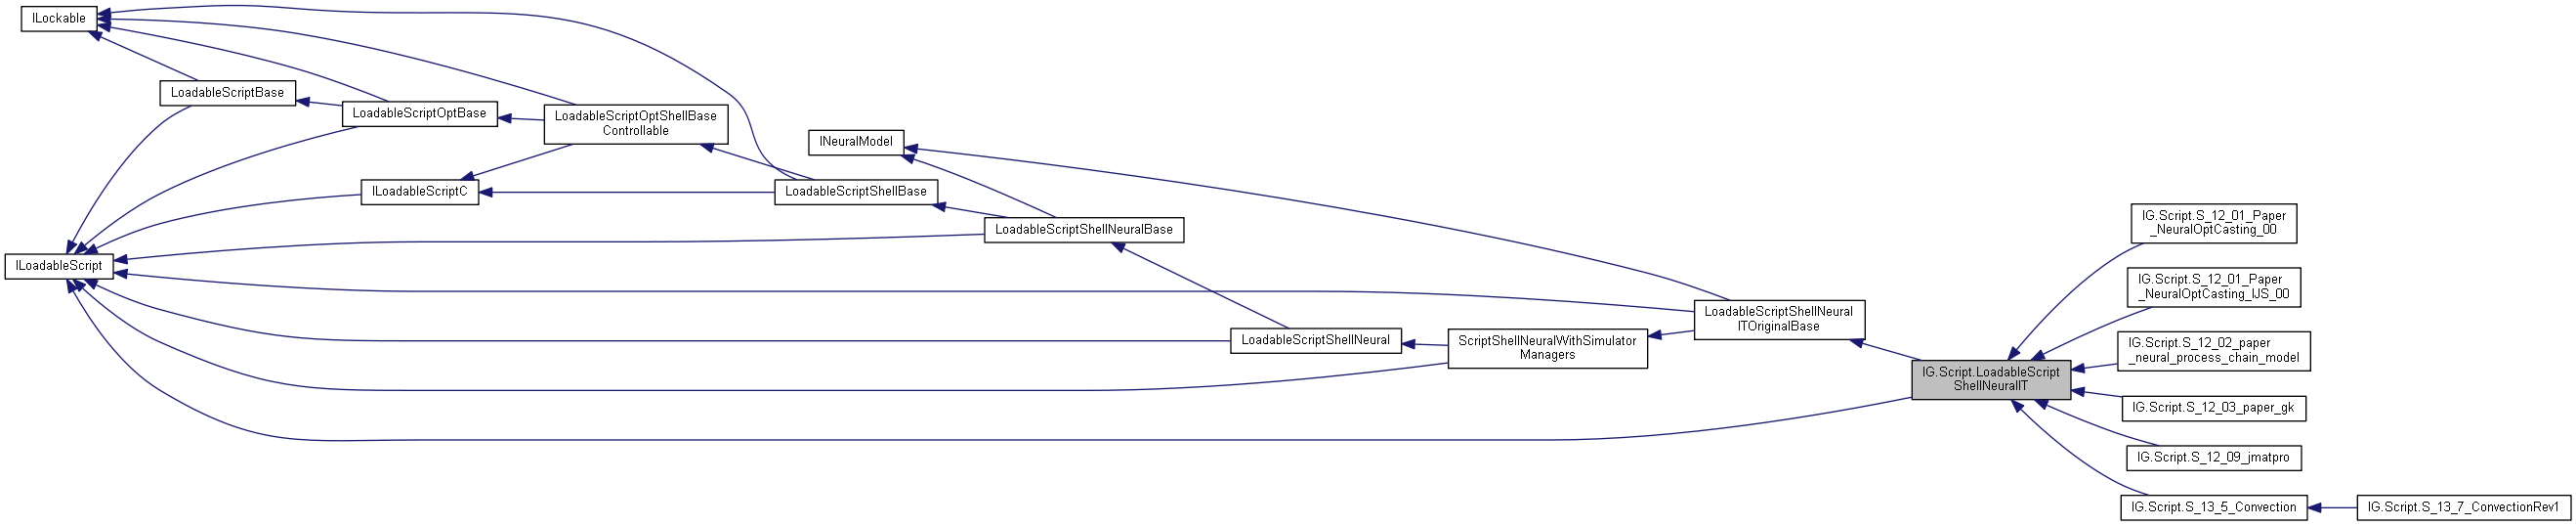 ILockable
LoadableScriptBase
LoadableScriptOptBase
LoadableScriptOptShellBase
Controllable
INeuralModel
ILoadableScriptC
LoadableScriptShellBase
LoadableScriptShellNeuralBase
ILoadableScript
LoadableScriptShellNeural
ITOriginalBase
LoadableScriptShellNeural
ScriptShellNeuralWithSimulator
Managers
IG.Script.LoadableScript
ShellNeuralIT
IG.Script.S_12_01_Paper
_NeuralOptCasting_00
IG.Script.S_12_01_Paper
_NeuralOptCasting_IJS_00
IG.Script.S_12_02_paper
_neural_process_chain_model
IG.Script.S_12_03_paper_gk
IG.Script.S_12_09_jmatpro
IG.Script.S_13_5_Convection
IG.Script.S_13_7_ConvectionRev1